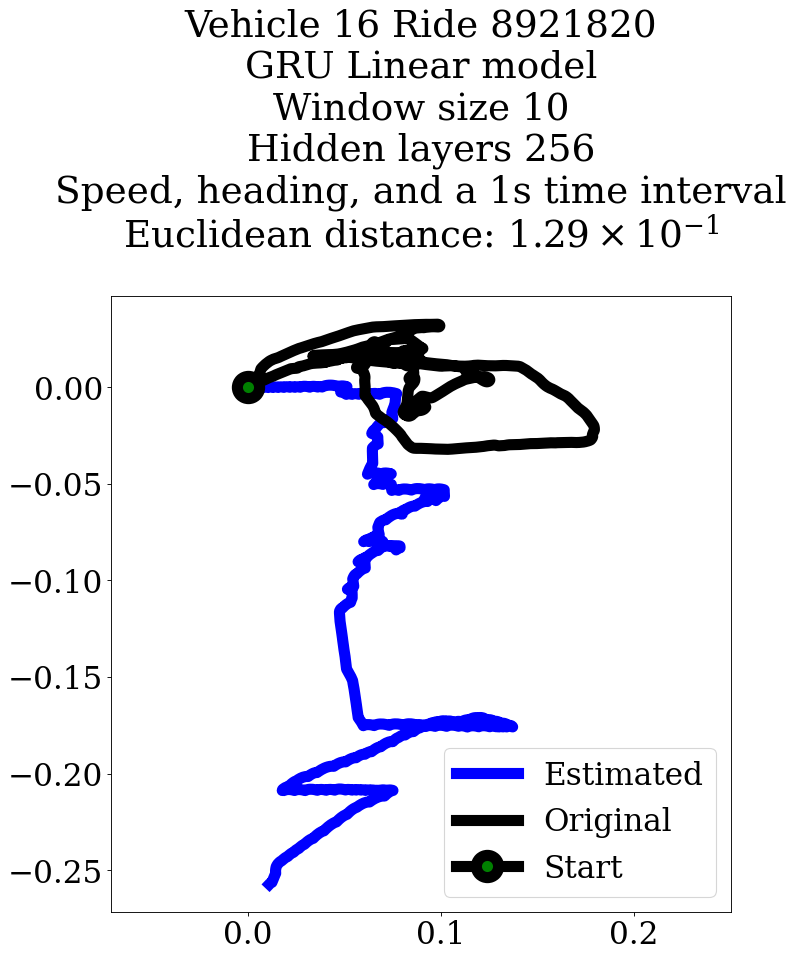 Vehicle 16 Ride 8921820
GRU Linear model
Window size 10
Hidden layers 256
Speed, heading, and a 1s time interval
Euclidean distance: 1.29 × 10⁻¹
0.00
−0.05
−0.10
−0.15
−0.20
−0.25
Estimated
Original
Start
0.0 0.1 0.2